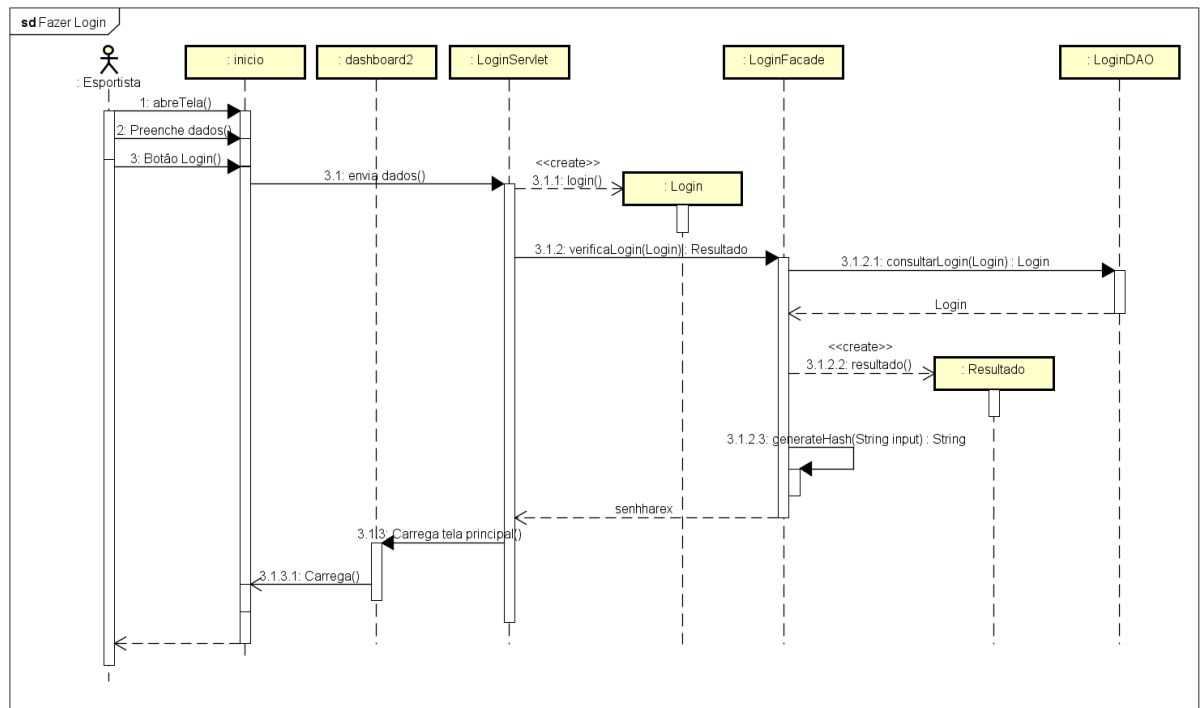 sd Fazer Login
: Esportista
: inicio
: dashboard2
: LoginServlet
: LoginFacade
: LoginDAO
1: abreTela()
2: Preenche dados()
3: Botão Login()
3.1: envia dados()
<<create>>
3.1.1: login()
: Login
3.1.2: verificaLogin(Login) : Resultado
3.1.2.1: consultarLogin(Login) : Login
Login
<<create>>
3.1.2.2: resultado()
: Resultado
3.1.2.3: generateHash(String input) : String
senhharex
3.1.3: Carrega tela principal()
3.1.3.1: Carrega()